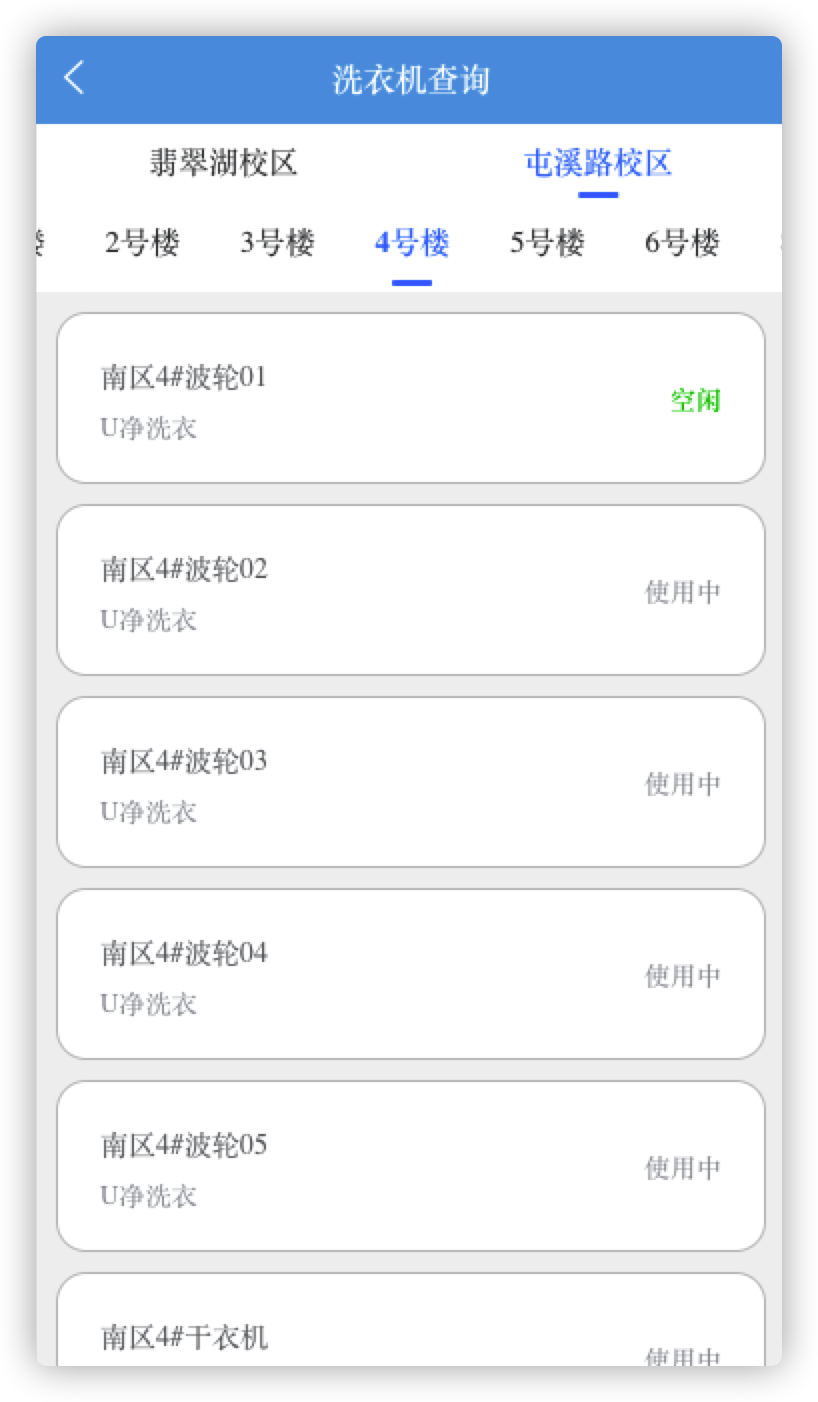 洗衣机查询
翡翠湖校区 屯溪路校区
2号楼 3号楼 4号楼 5号楼 6号楼
南区4#波轮01
空闲
U净洗衣
南区4#波轮02
使用中
U净洗衣
南区4#波轮03
使用中
U净洗衣
南区4#波轮04
使用中
U净洗衣
南区4#波轮05
使用中
U净洗衣
南区4#干衣机
使用中